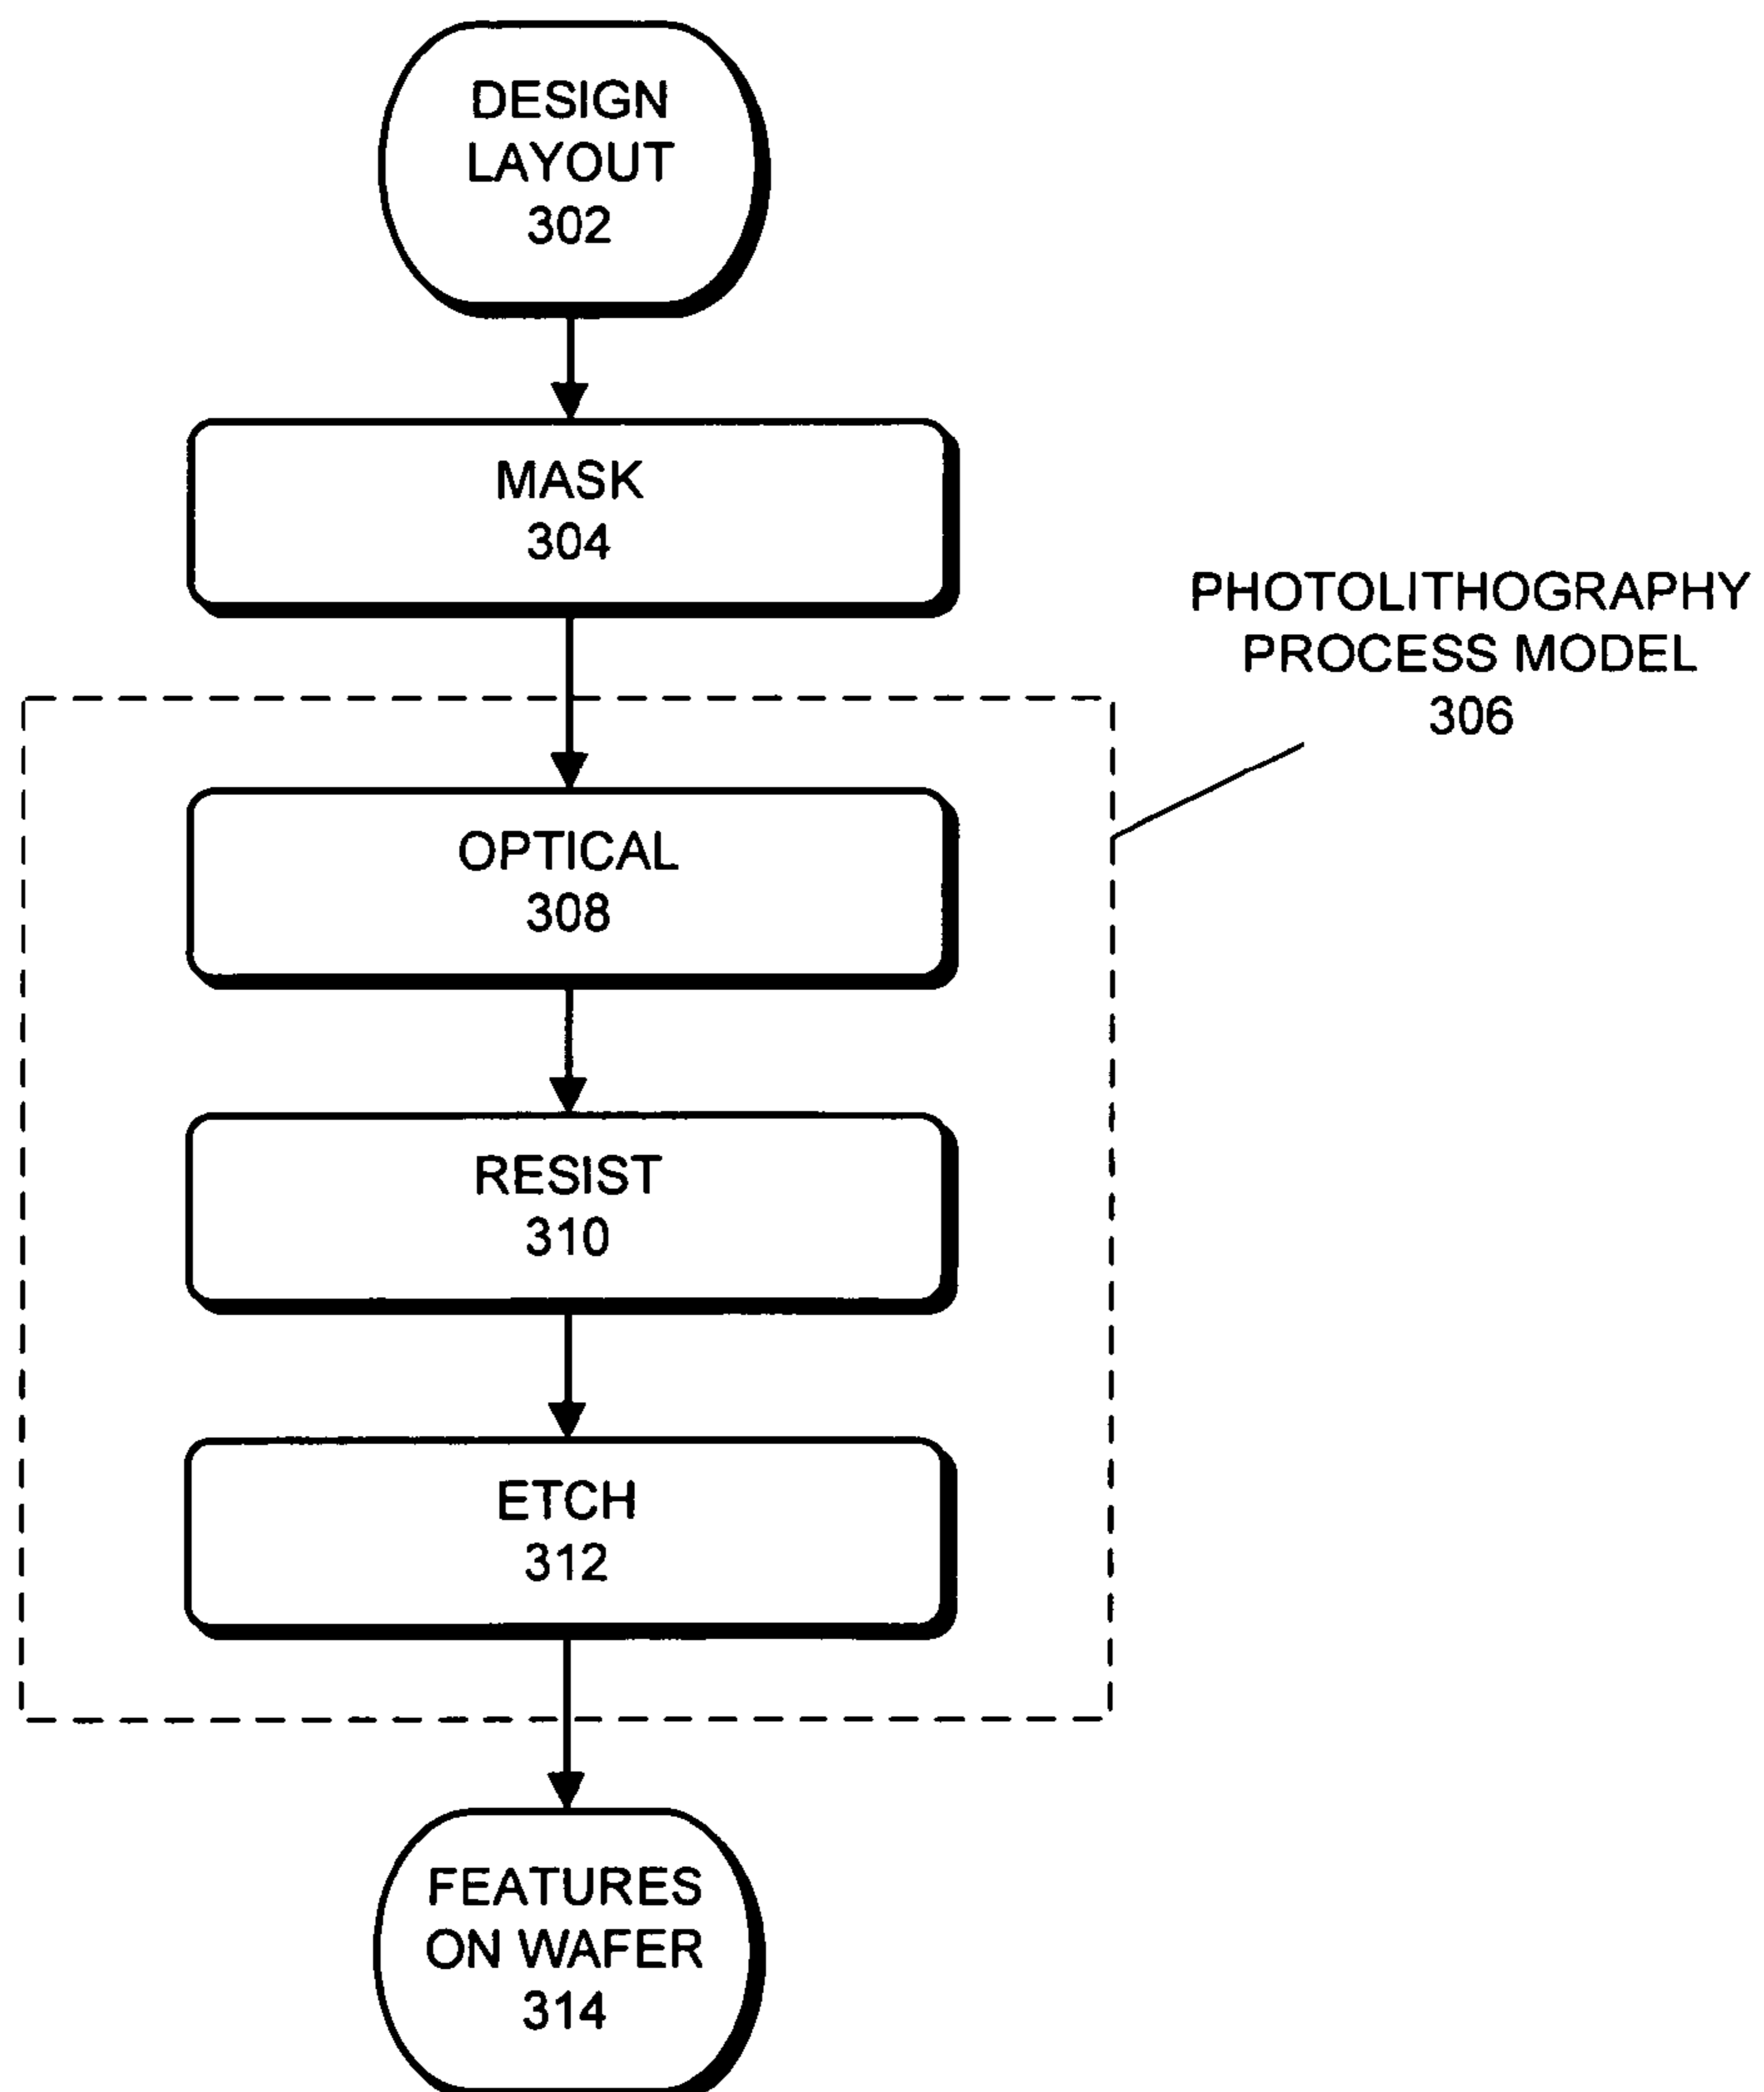 DESIGN
LAYOUT
302
MASK
304
PHOTOLITHOGRAPHY
PROCESS MODEL
306
OPTICAL
308
RESIST
310
ETCH
312
FEATURES
ON WAFER
314